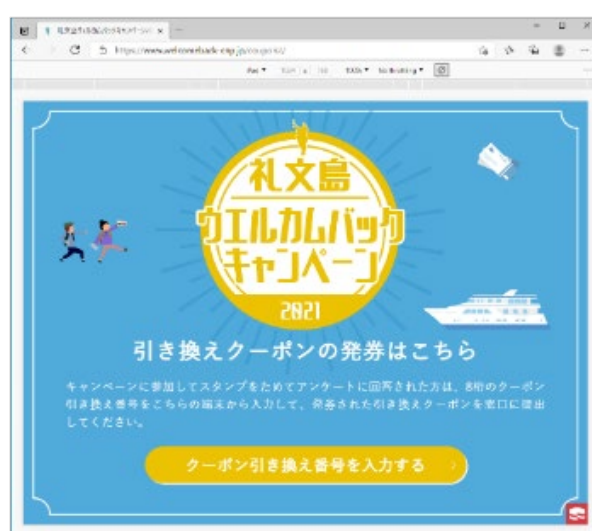 礼文島
ウエルカムバック
キャンペーン
2021
引き換えクーポンの発券はこちら
キャンペーンに参加してスタンプをためてアンケートに回答された方は、8桁のクーポン
引き換え番号をこちらの端末から入力して、発券された引き換えクーポンを窓口に提出
してください。
クーポン引き換え番号を入力する